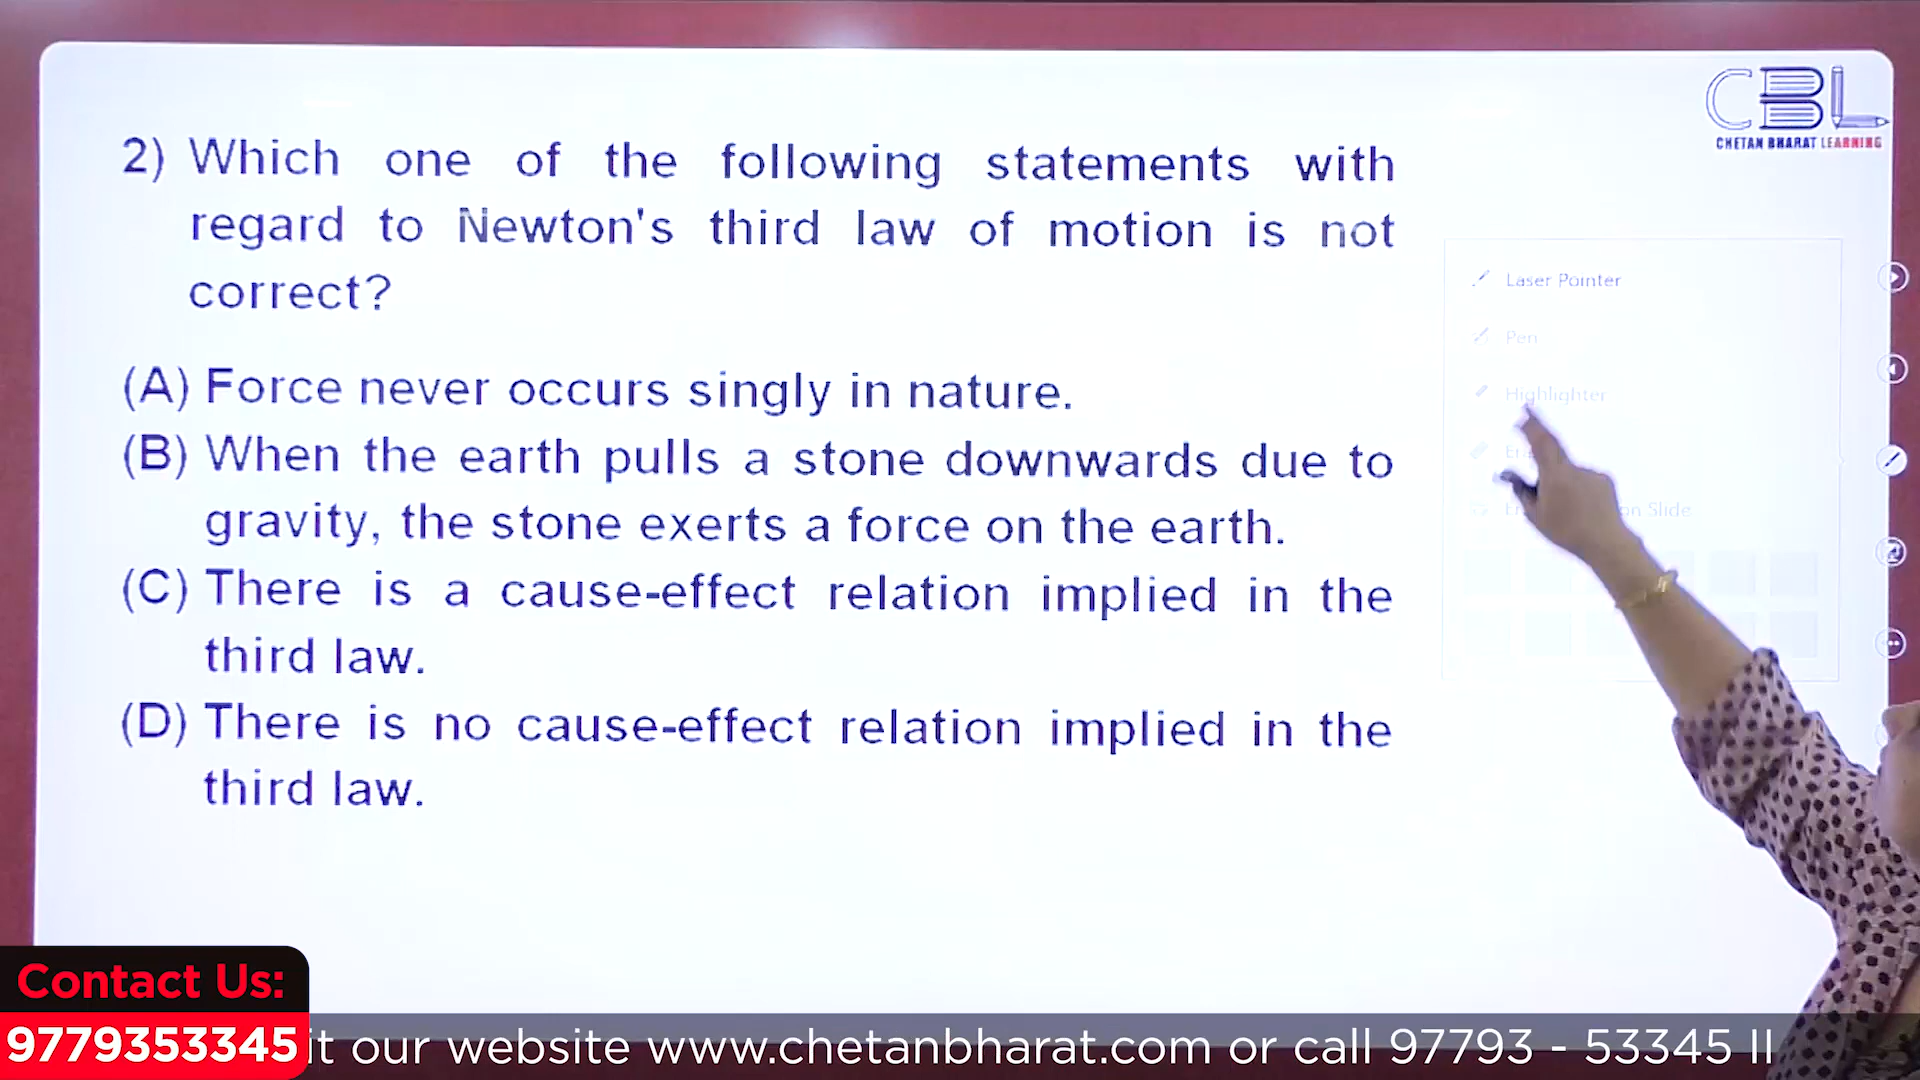 CBL
CHETAN BHARAT LEARNING
2) Which one of the following statements with
regard to Newton's third law of motion is not
correct?
(A) Force never occurs singly in nature.
(B) When the earth pulls a stone downwards due to
gravity, the stone exerts a force on the earth.
(C) There is a cause-effect relation implied in the
third law.
(D) There is no cause-effect relation implied in the
third law.
Laser Pointer
Pen
Highlighter
on Slide
Contact Us:
9779353345
it our website www.chetanbharat.com or call 97793 - 53345 II